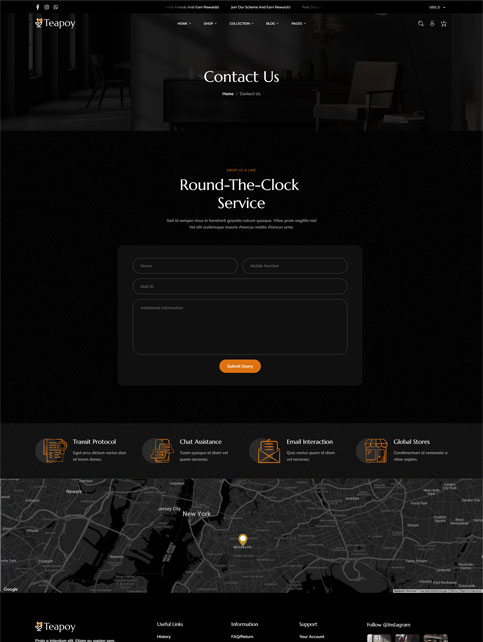 Friends And Earn Rewards!
Join Our Scheme And Earn Rewards!
USD, $
Teapoy
HOME
SHOP
COLLECTION
BLOG
PAGES
Contact Us
Home / Contact Us
DROP US A LINE
Round-The-Clock
Service
Sed at semper risus in hendrerit gravida rutrum quisque. Vitae proin sagittis nisl
Vel elit scelerisque mauris rhoncus mattis rhoncus urna.
Name
Mobile Number
Mail ID
Additional Information
Submit Query
Transit Protocol
Eget arcu dictum varius duis
at lorem donec.
Chat Assistance
Tuam quisque id diam vel
quam secenas.
Email Interaction
Quis varius quam id diam
vel secenas.
Global Stores
Condimentum id venenatis a
vitae sapien.
Newark
Jersey City
New York
BROOKLYN
Google
Teapoy
Proin a interdum elit. Etiam eu sapien sem.
Useful Links
History
Information
FAQ/Return
Support
Your Account
Follow @Instagram